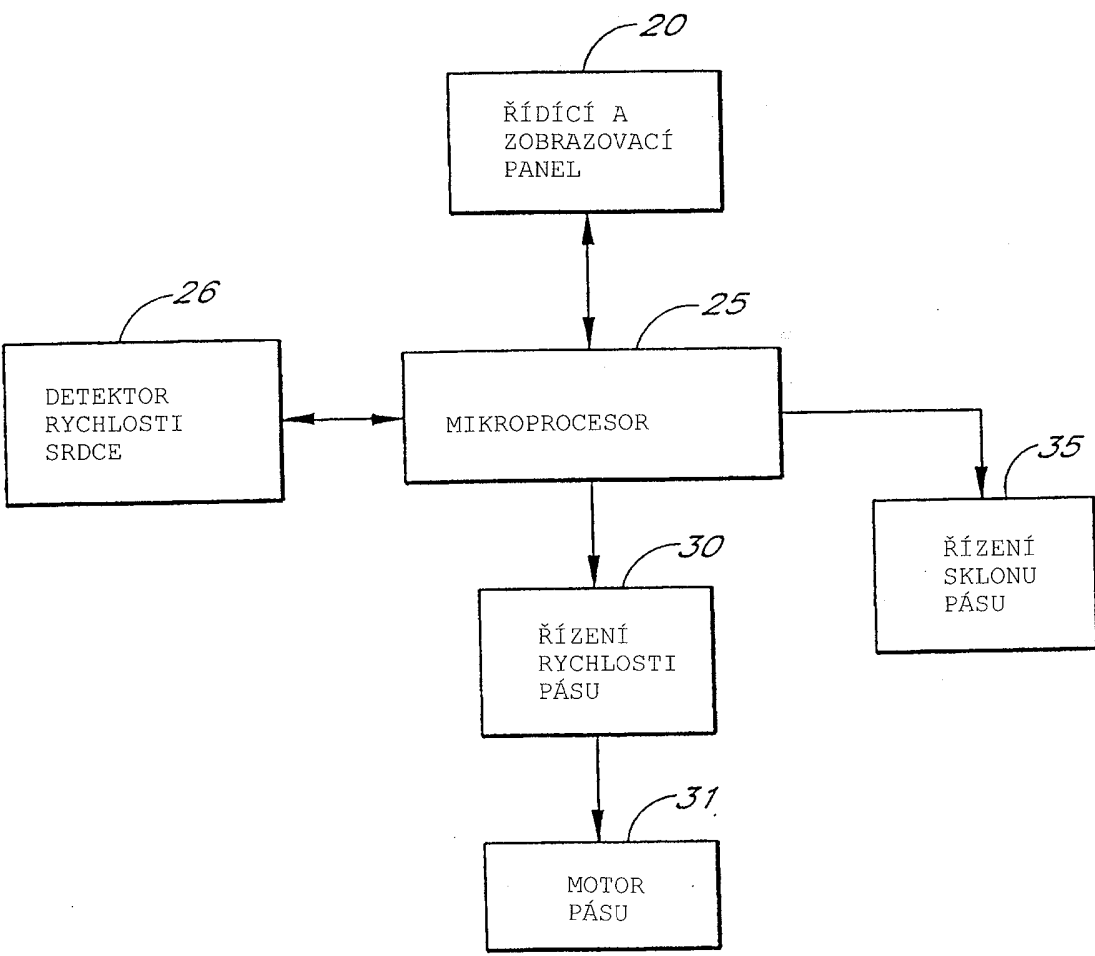 20
ŘÍDÍCÍ A
ZOBRAZOVACÍ
PANEL
26
25
DETEKTOR
RYCHLOSTI
SRDCE
MIKROPROCESOR
35
ŘÍZENÍ
SKLONU
PÁSU
30
ŘÍZENÍ
RYCHLOSTI
PÁSU
31
MOTOR
PÁSU